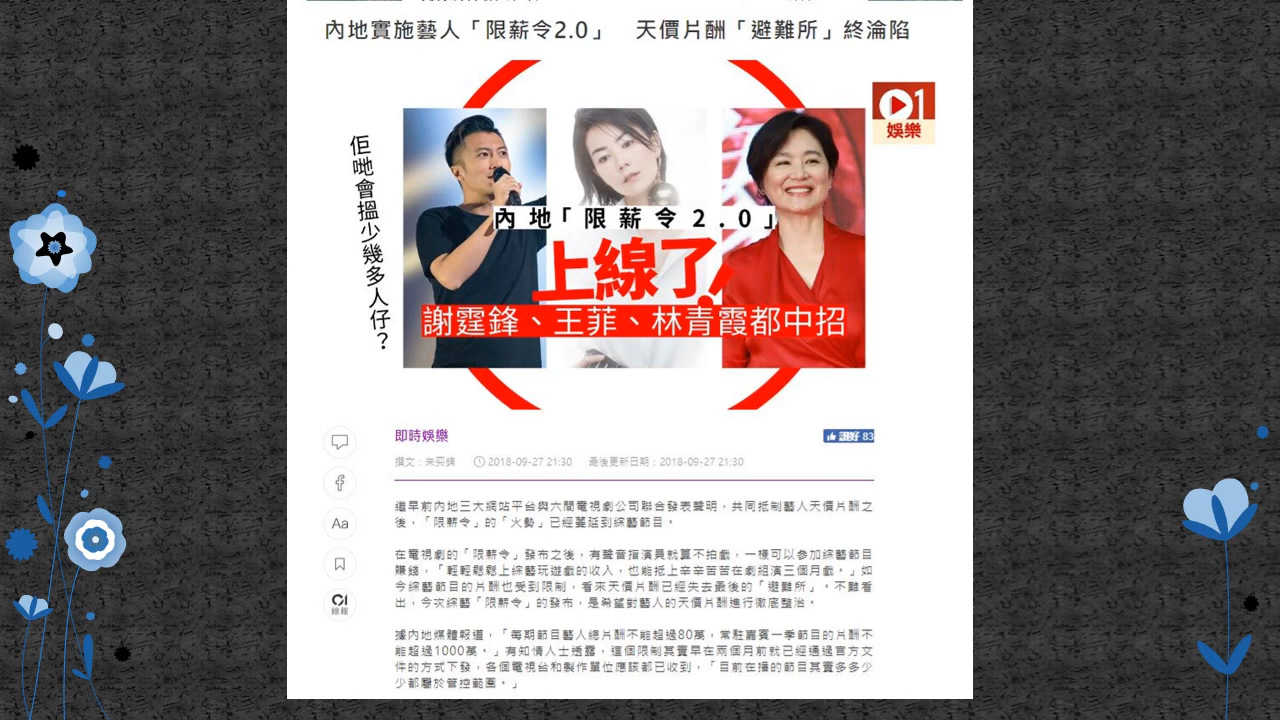 內地實施藝人「限薪令2.0」 天價片酬「避難所」終淪陷
01
娛樂
佢哋會搵少幾多人仔？
內地「限薪令2.0」
上線了！
謝霆鋒、王菲、林青霞都中招
即時娛樂
讚好 83
撰文：朱奕錦 2018-09-27 21:30 最後更新日期：2018-09-27 21:30
繼早前內地三大網站平台與六間電視劇公司聯合發表聲明，共同抵制藝人天價片酬之
後，「限薪令」的「火勢」已經蔓延到綜藝節目。
在電視劇的「限薪令」發布之後，有聲音指演員就算不拍戲，一樣可以參加綜藝節目
賺錢，「輕輕鬆鬆上綜藝玩遊戲的收入，也能抵上辛辛苦苦在劇組演三個月戲。」如
今綜藝節目的片酬也受到限制，看來天價片酬已經失去最後的「避難所」。不難看
出，今次綜藝「限薪令」的發布，是希望對藝人的天價片酬進行徹底整治。
Aa
01
據內地媒體報道，「每期節目藝人總片酬不能超過80萬，常駐嘉賓一季節目的片酬不
能超過1000萬。」有知情人士透露，這個限制其實早在兩個月前就已經通過官方文
件的方式下發，各個電視台和製作單位應該都已收到，「目前在播的節目其實多多少
少都屬於管控範圍。」